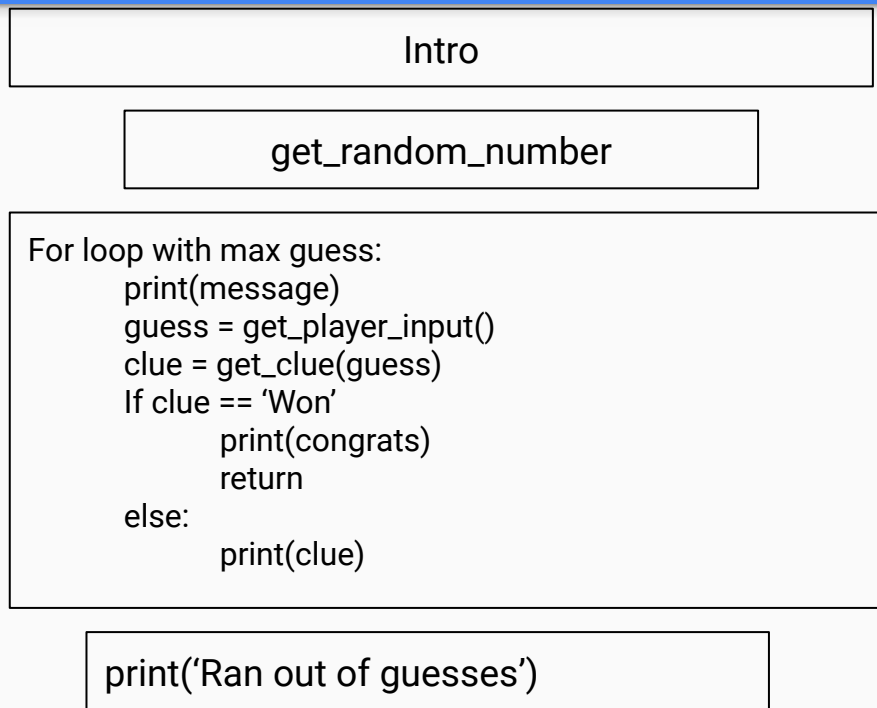 Intro
get_random_number
For loop with max guess:
print(message)
guess = get_player_input()
clue = get_clue(guess)
If clue == ‘Won’
print(congrats)
return
else:
print(clue)
print(‘Ran out of guesses’)